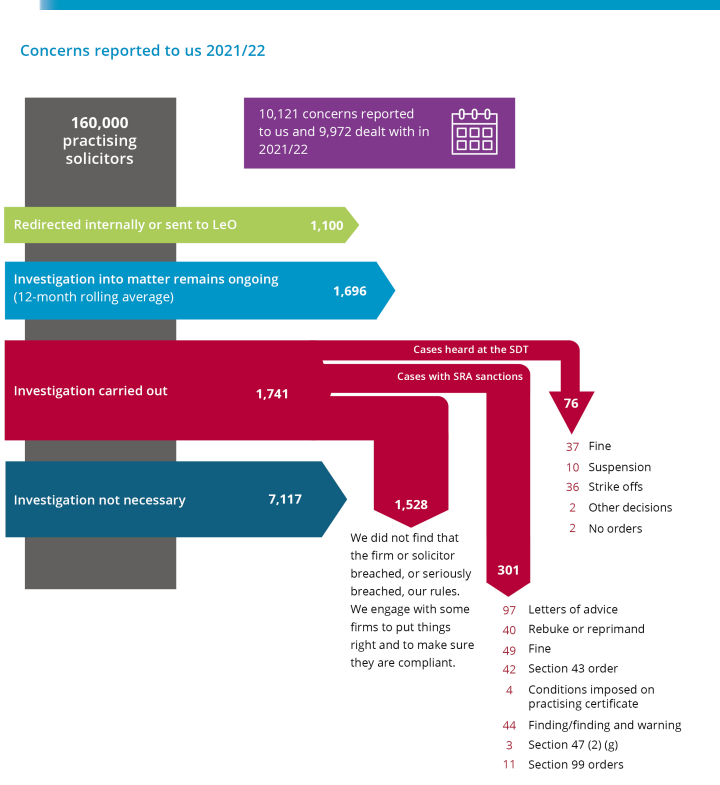 Concerns reported to us 2021/22
160,000
practising
solicitors
10,121 concerns reported
to us and 9,972 dealt with in
2021/22
Redirected internally or sent to LeO 1,100
Investigation into matter remains ongoing
(12-month rolling average)
1,696
Cases heard at the SDT
Cases with SRA sanctions
Investigation carried out 1,741
76
37 Fine
10 Suspension
36 Strike offs
2 Other decisions
2 No orders
Investigation not necessary 7,117
1,528
We did not find that
the firm or solicitor
breached, or seriously
breached, our rules.
We engage with some
firms to put things
right and to make sure
they are compliant.
301
97 Letters of advice
40 Rebuke or reprimand
49 Fine
42 Section 43 order
4 Conditions imposed on
practising certificate
44 Finding/finding and warning
3 Section 47 (2) (g)
11 Section 99 orders